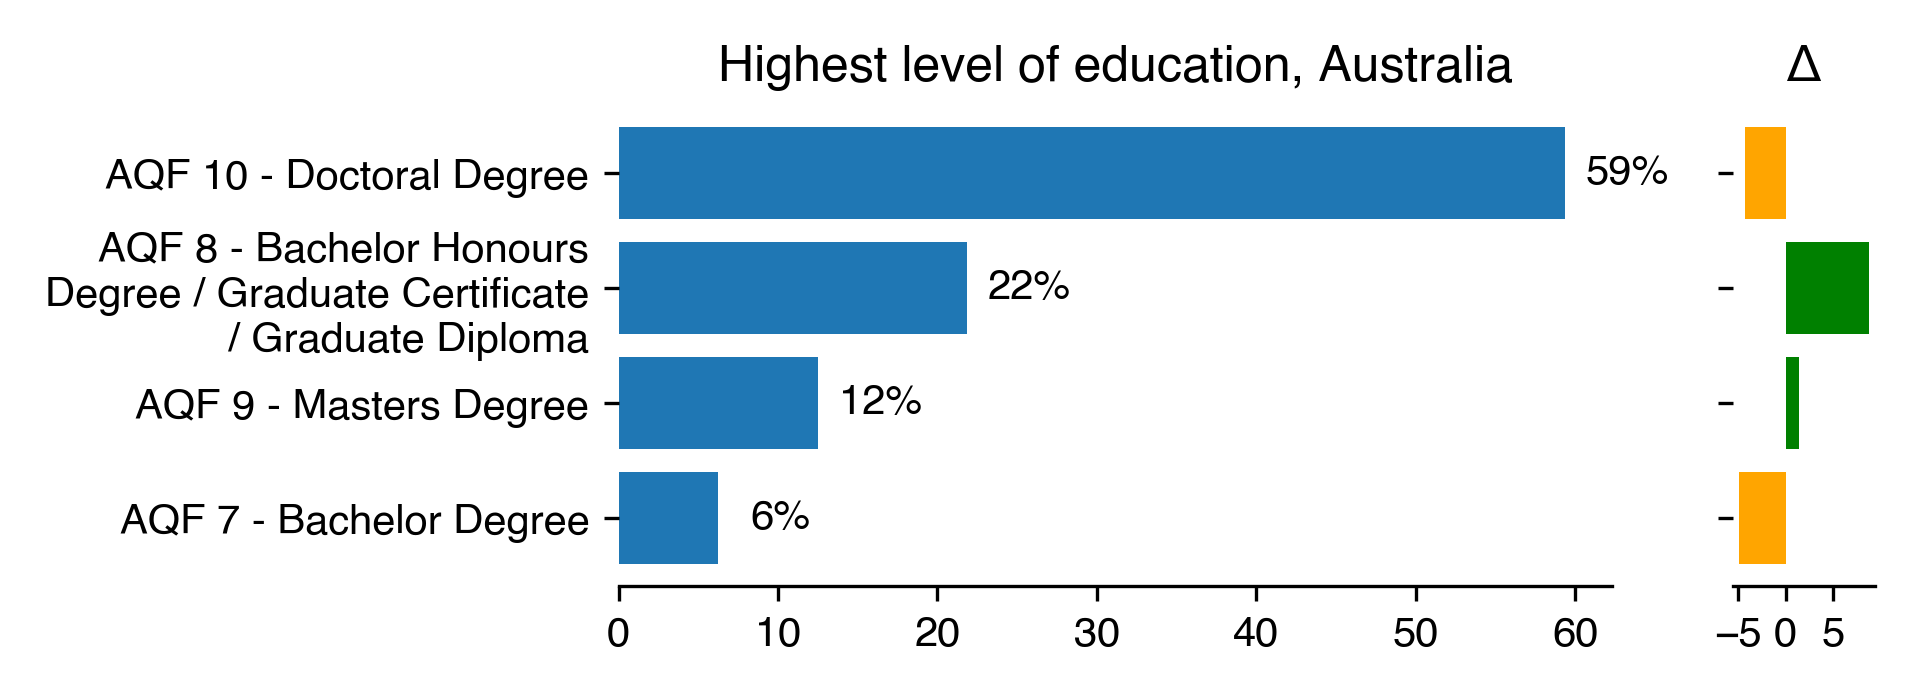 Highest level of education, Australia
Δ
AQF 10 - Doctoral Degree
59%
AQF 8 - Bachelor Honours
Degree / Graduate Certificate
/ Graduate Diploma
22%
AQF 9 - Masters Degree
12%
AQF 7 - Bachelor Degree
6%
0 10 20 30 40 50 60
−5 0 5